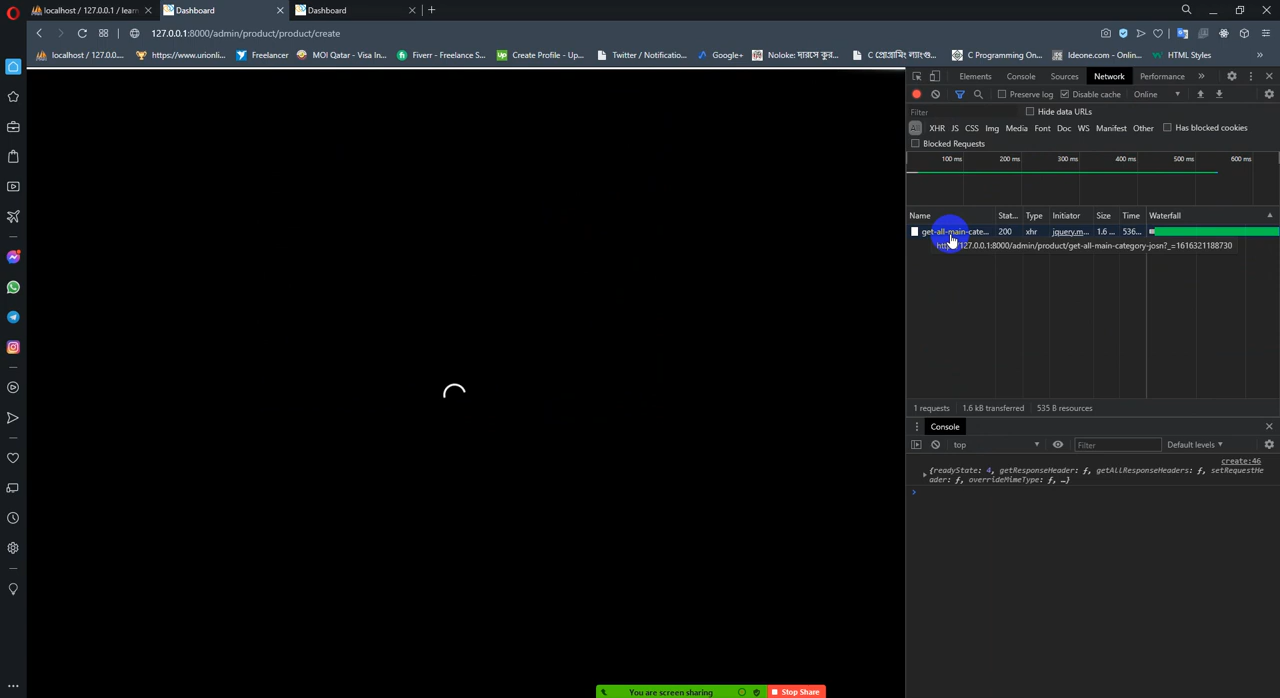 localhost / 127.0.0.1 / learn
Dashboard
Dashboard
127.0.0.1:8000/admin/product/product/create
localhost / 127.0.0....
https://www.urionli...
Freelancer
MOI Qatar - Visa In...
Fiverr - Freelance S...
Create Profile - Up...
Twitter / Notificatio...
Google+
Noloke: দারসে কুর...
C প্রোগ্রামিং ল্যাংগু...
C Programming On...
Ideone.com - Onlin...
HTML Styles
»
Elements
Console
Sources
Network
Performance
»
Preserve log
Disable cache
Online
Filter
Hide data URLs
All
XHR
JS
CSS
Img
Media
Font
Doc
WS
Manifest
Other
Has blocked cookies
Blocked Requests
100 ms
200 ms
300 ms
400 ms
500 ms
600 ms
Name
Stat...
Type
Initiator
Size
Time
Waterfall
get-all-main-cate...
200
xhr
jquery.m...
1.6 ...
536...
127.0.0.1:8000/admin/product/get-all-main-category-josn?_=1616321188730
1 requests
1.6 kB transferred
535 B resources
Console
top
Filter
Default levels
create:46
{readyState: 4, getResponseHeader: ƒ, getAllResponseHeaders: ƒ, setRequestHe
ader: ƒ, overrideMimeType: ƒ, …}
You are screen sharing
Stop Share